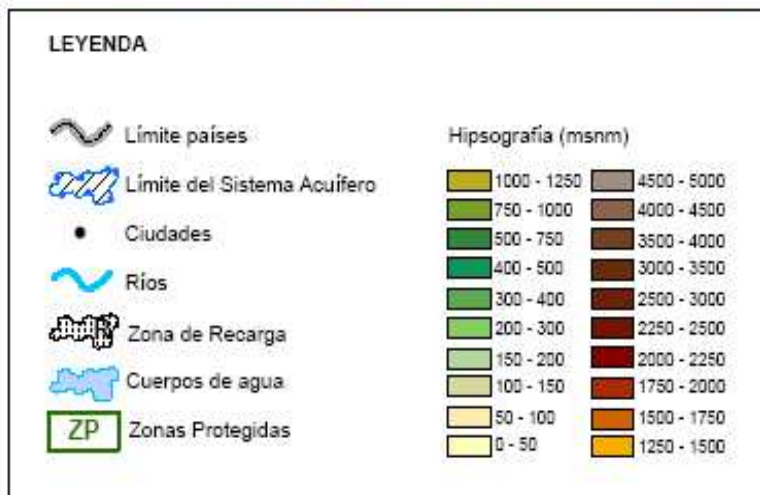 LEYENDA
Límite países
Límite del Sistema Acuífero
Ciudades
Ríos
Zona de Recarga
Cuerpos de agua
ZP Zonas Protegidas
Hipsografía (msnm)
1000 - 1250
750 - 1000
500 - 750
400 - 500
300 - 400
200 - 300
150 - 200
100 - 150
50 - 100
0 - 50
4500 - 5000
4000 - 4500
3500 - 4000
3000 - 3500
2500 - 3000
2250 - 2500
2000 - 2250
1750 - 2000
1500 - 1750
1250 - 1500